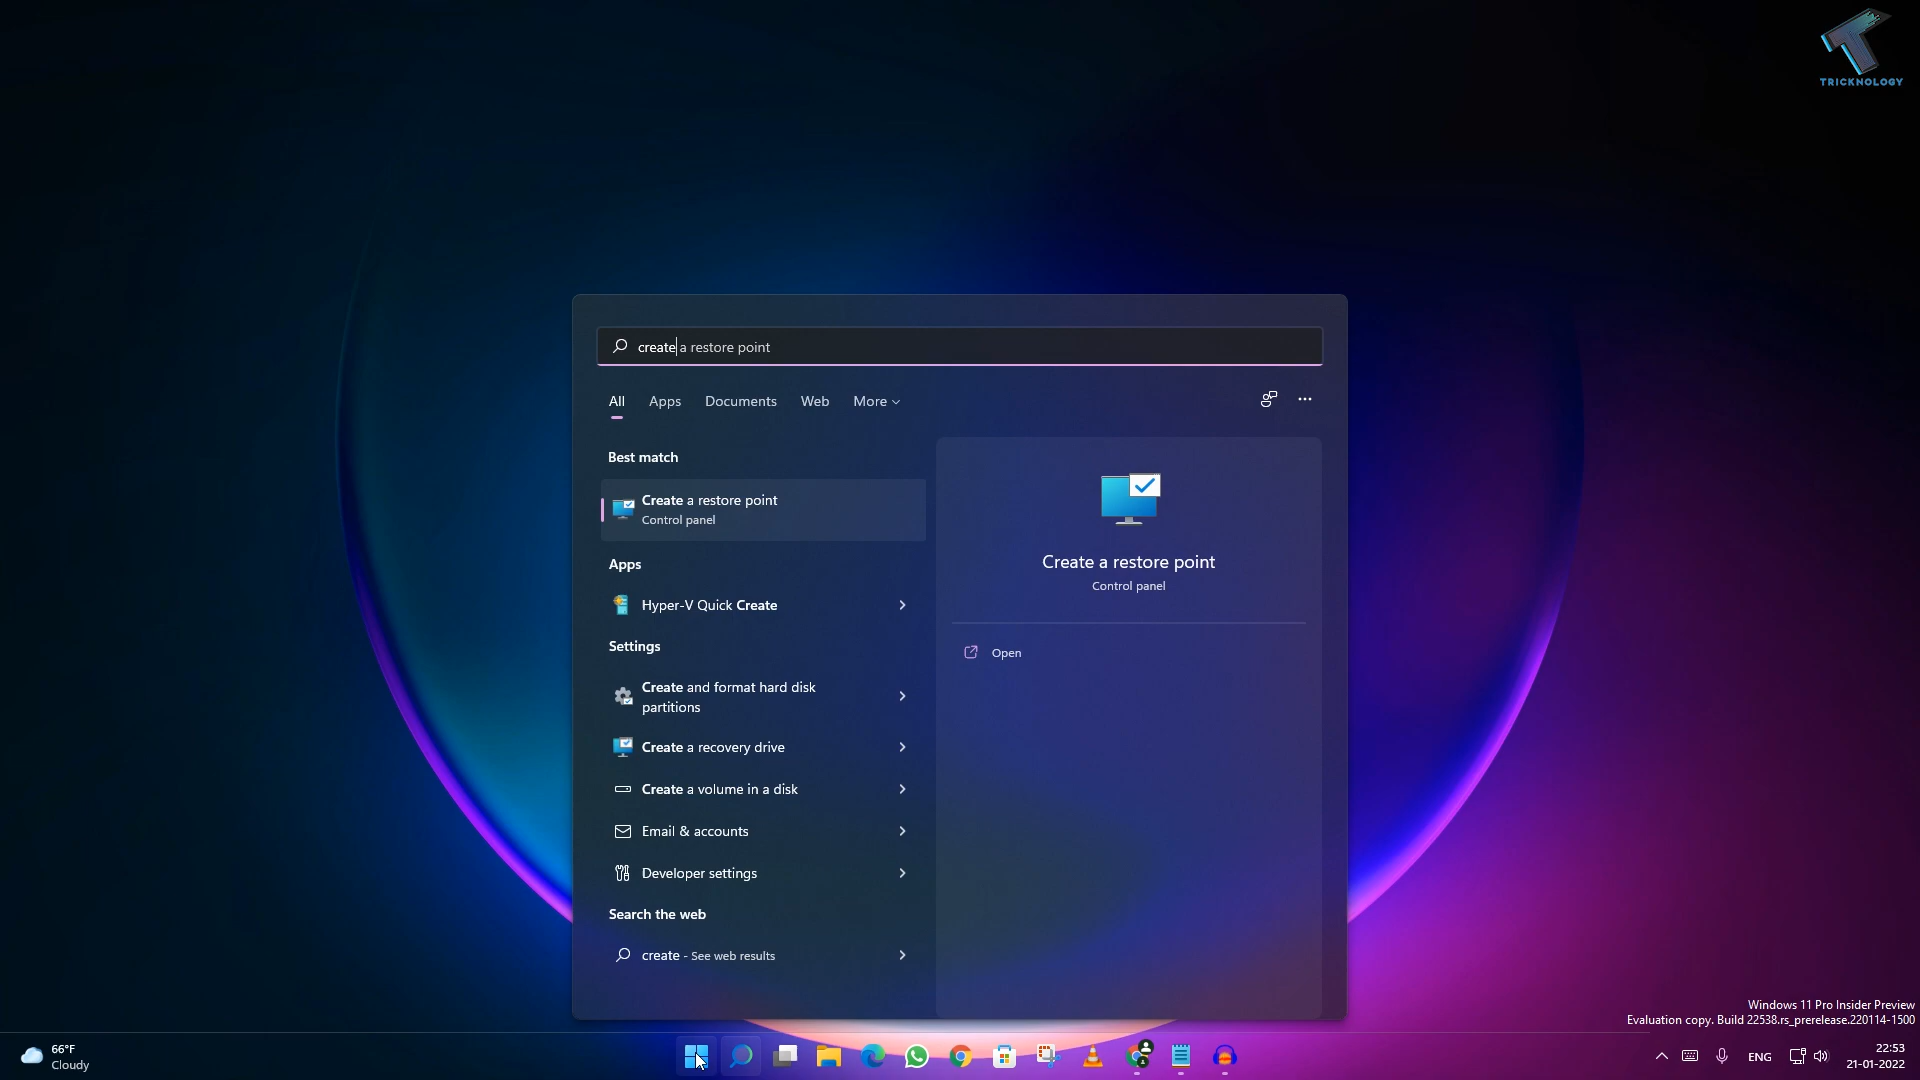 TRICKNOLOGY
create a restore point
All Apps Documents Web More
Best match
Create a restore point
Control panel
Apps
Hyper-V Quick Create
Settings
Create and format hard disk
partitions
Create a recovery drive
Create a volume in a disk
Email & accounts
Developer settings
Search the web
create - See web results
Create a restore point
Control panel
Open
Windows 11 Pro Insider Preview
Evaluation copy. Build 22538.rs_prerelease.220114-1500
66°F
Cloudy
ENG
22:53
21-01-2022